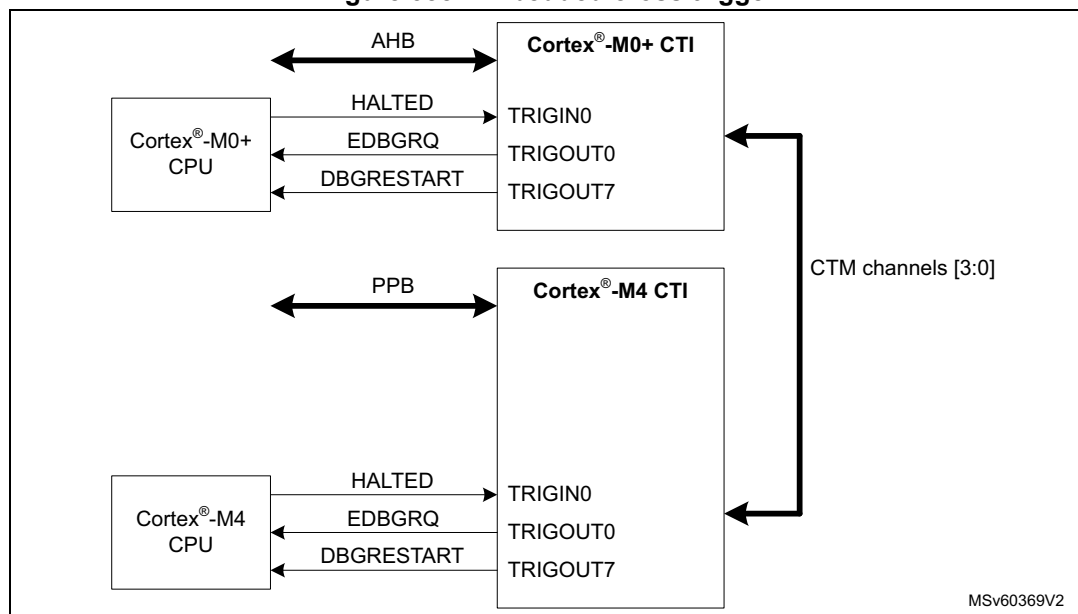 AHB
Cortex®-M0+ CTI
HALTED
TRIGIN0
Cortex®-M0+
CPU
EDBGRQ
TRIGOUT0
DBGRESTART
TRIGOUT7
CTM channels [3:0]
PPB
Cortex®-M4 CTI
HALTED
TRIGIN0
Cortex®-M4
CPU
EDBGRQ
TRIGOUT0
DBGRESTART
TRIGOUT7
MSv60369V2